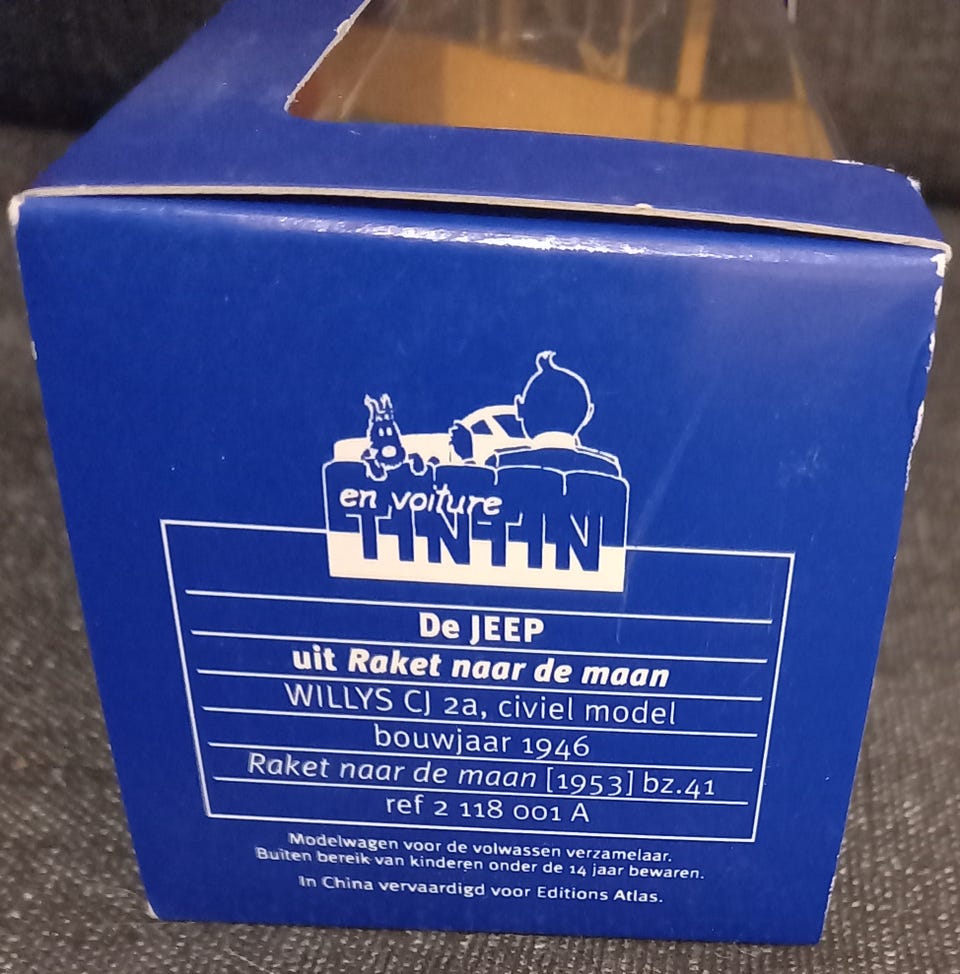 en voiture
TINTIN
De JEEP
uit Raket naar de maan
WILLYS CJ 2a, civiel model
bouwjaar 1946
Raket naar de maan [1953] bz.41
ref 2 118 001 A
Modelwagen voor de volwassen verzamelaar.
Buiten bereik van kinderen onder de 14 jaar bewaren.
In China vervaardigd voor Editions Atlas.